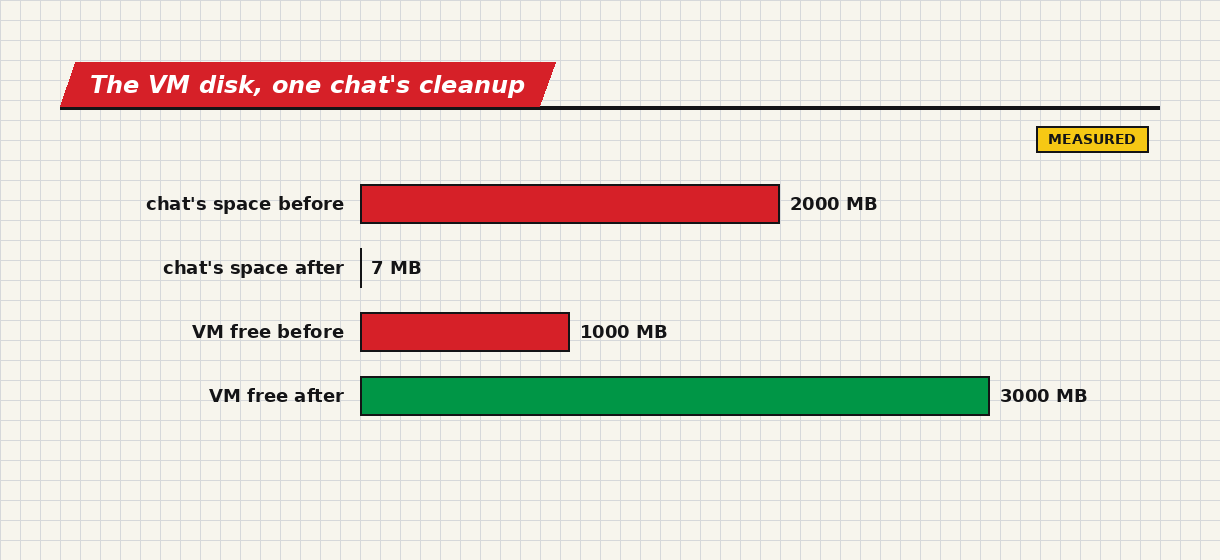 The VM disk, one chat's cleanup
MEASURED
chat's space before 2000 MB
chat's space after 7 MB
VM free before 1000 MB
VM free after 3000 MB